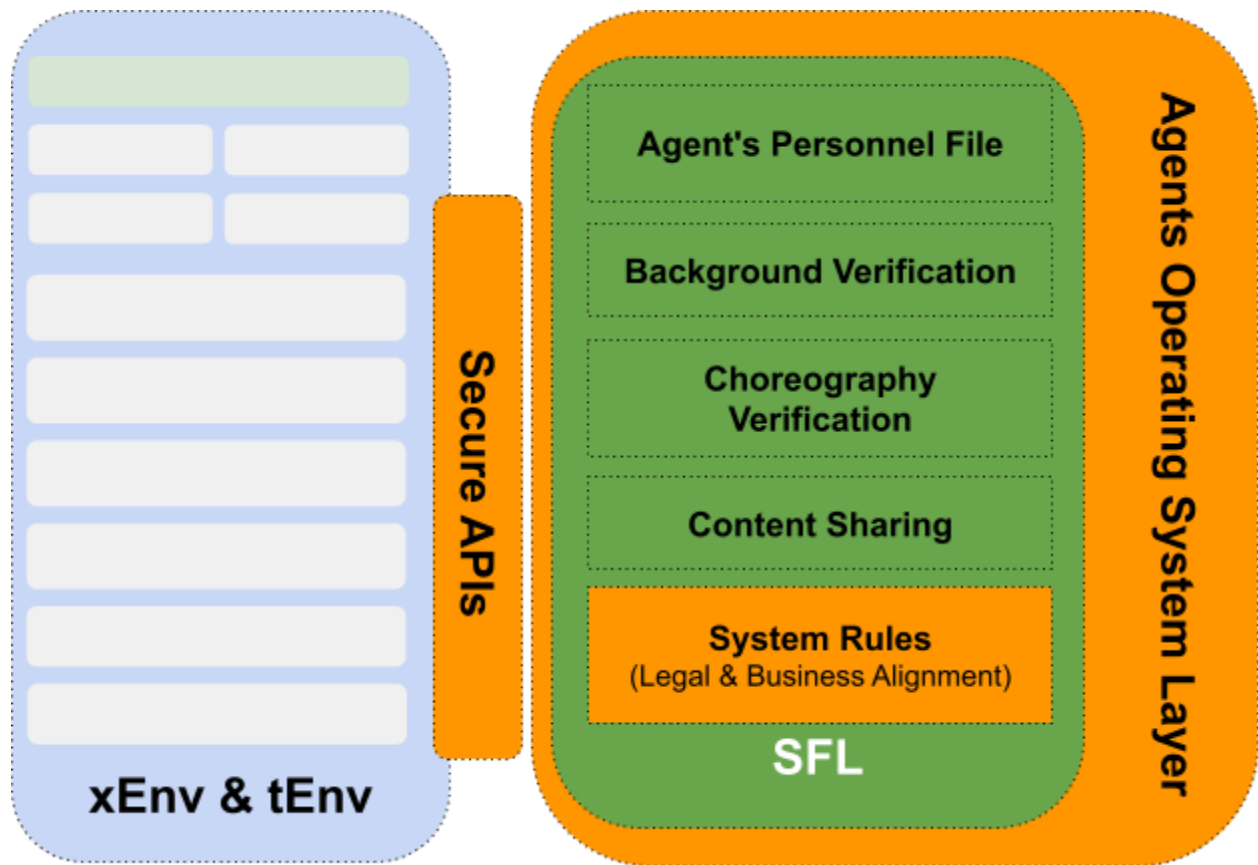 xEnv & tEnv
Secure APIs
Agent's Personnel File
Background Verification
Choreography
Verification
Content Sharing
System Rules
(Legal & Business Alignment)
SFL
Agents Operating System Layer